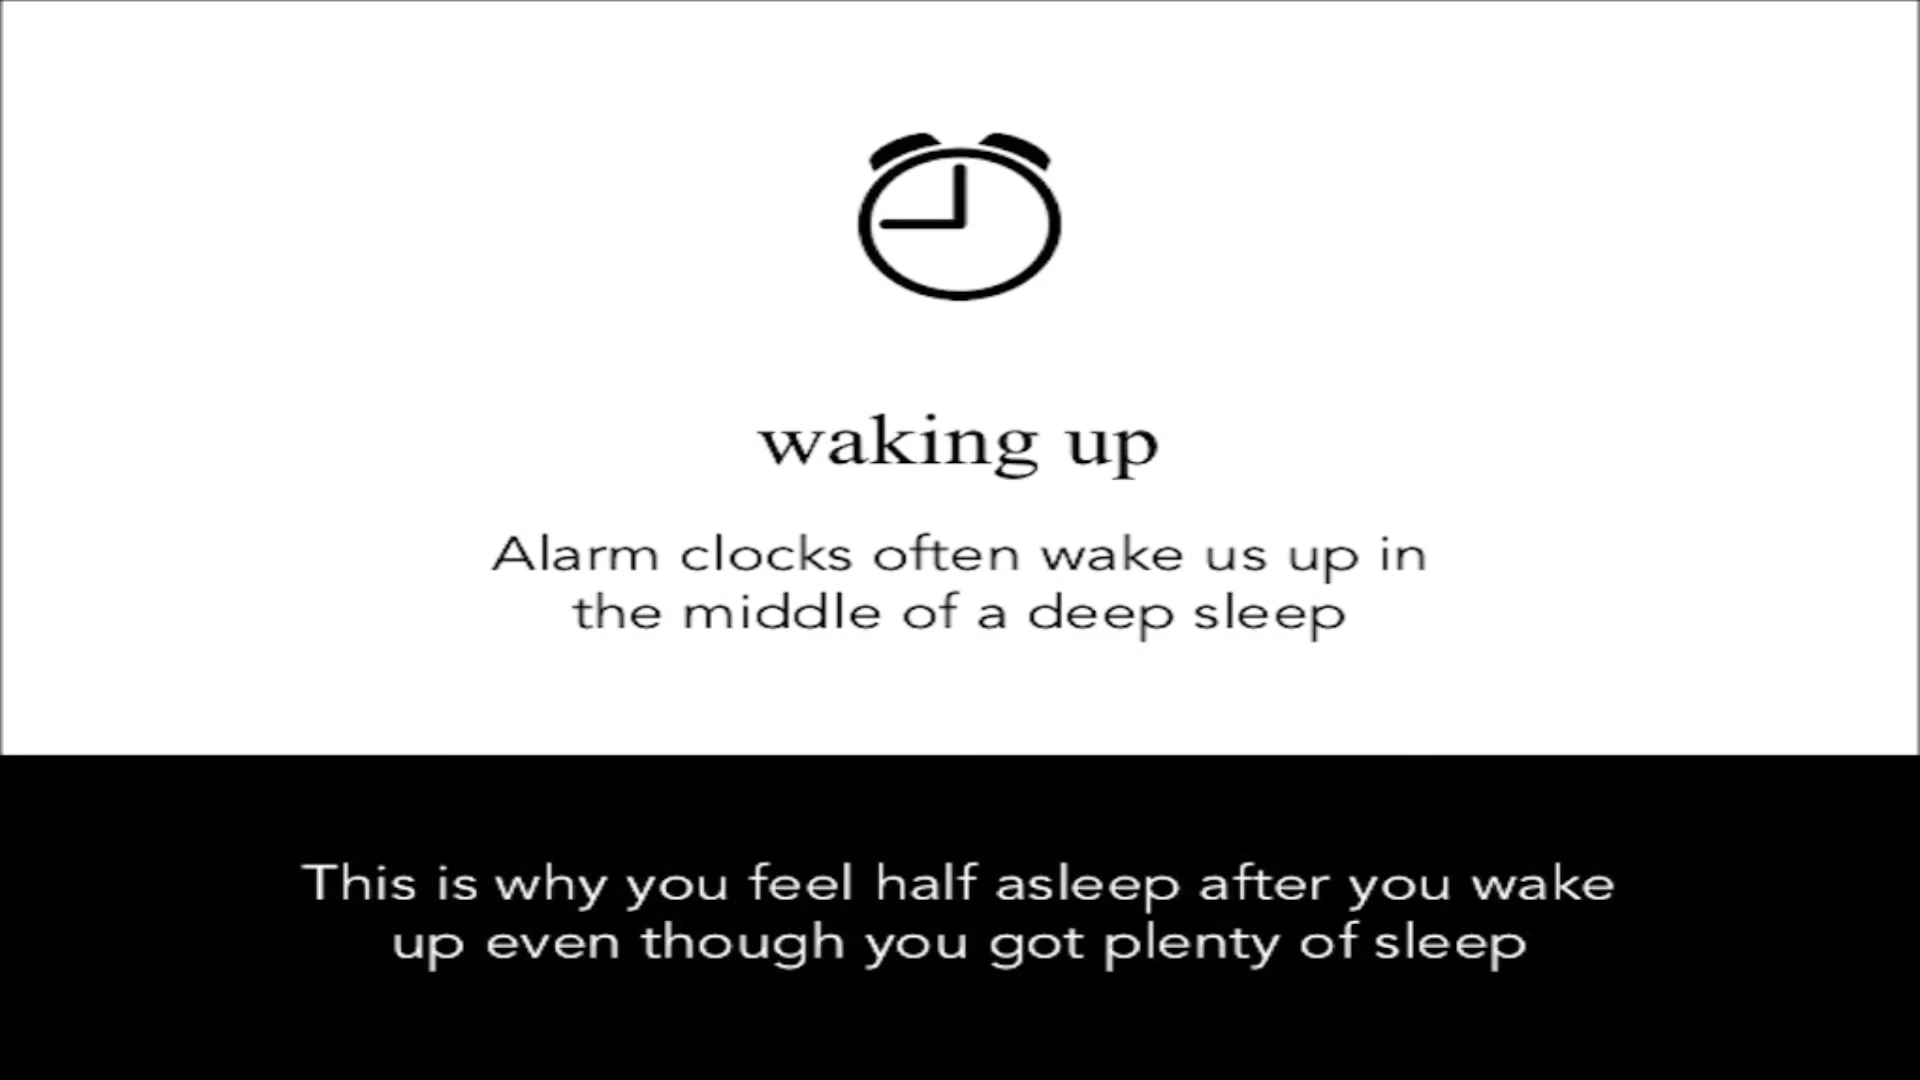 waking up
Alarm clocks often wake us up in
the middle of a deep sleep
This is why you feel half asleep after you wake
up even though you got plenty of sleep